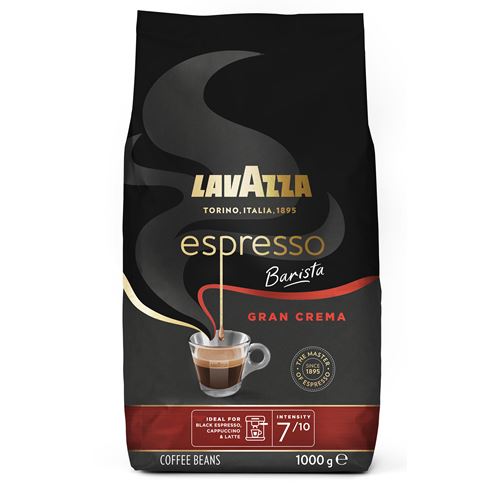 LAVAZZA
TORINO, ITALIA, 1895
espresso
Barista
GRAN CREMA
THE MASTER
SINCE
1895
OF ESPRESSO
IDEAL FOR
BLACK ESPRESSO,
CAPPUCCINO
& LATTE
INTENSITY
7/10
COFFEE BEANS
1000 g ℮